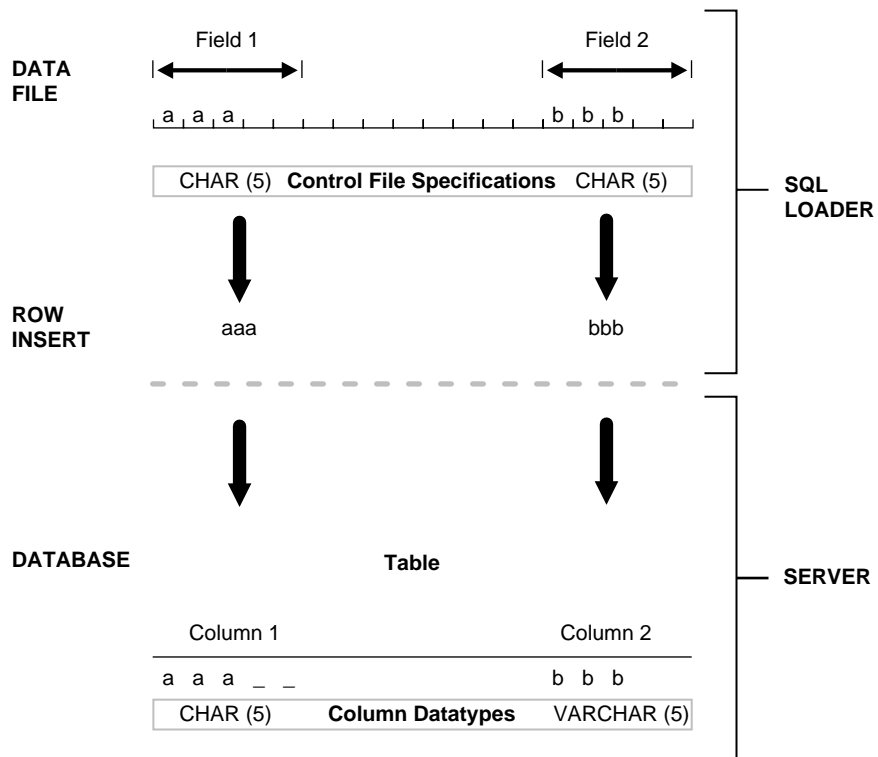 Field 1 Field 2
DATA
FILE
a a a b b b
CHAR (5) Control File Specifications CHAR (5)
SQL
LOADER
ROW
INSERT
aaa bbb
DATABASE Table
SERVER
Column 1 Column 2
a a a _ _ b b b
CHAR (5) Column Datatypes VARCHAR (5)